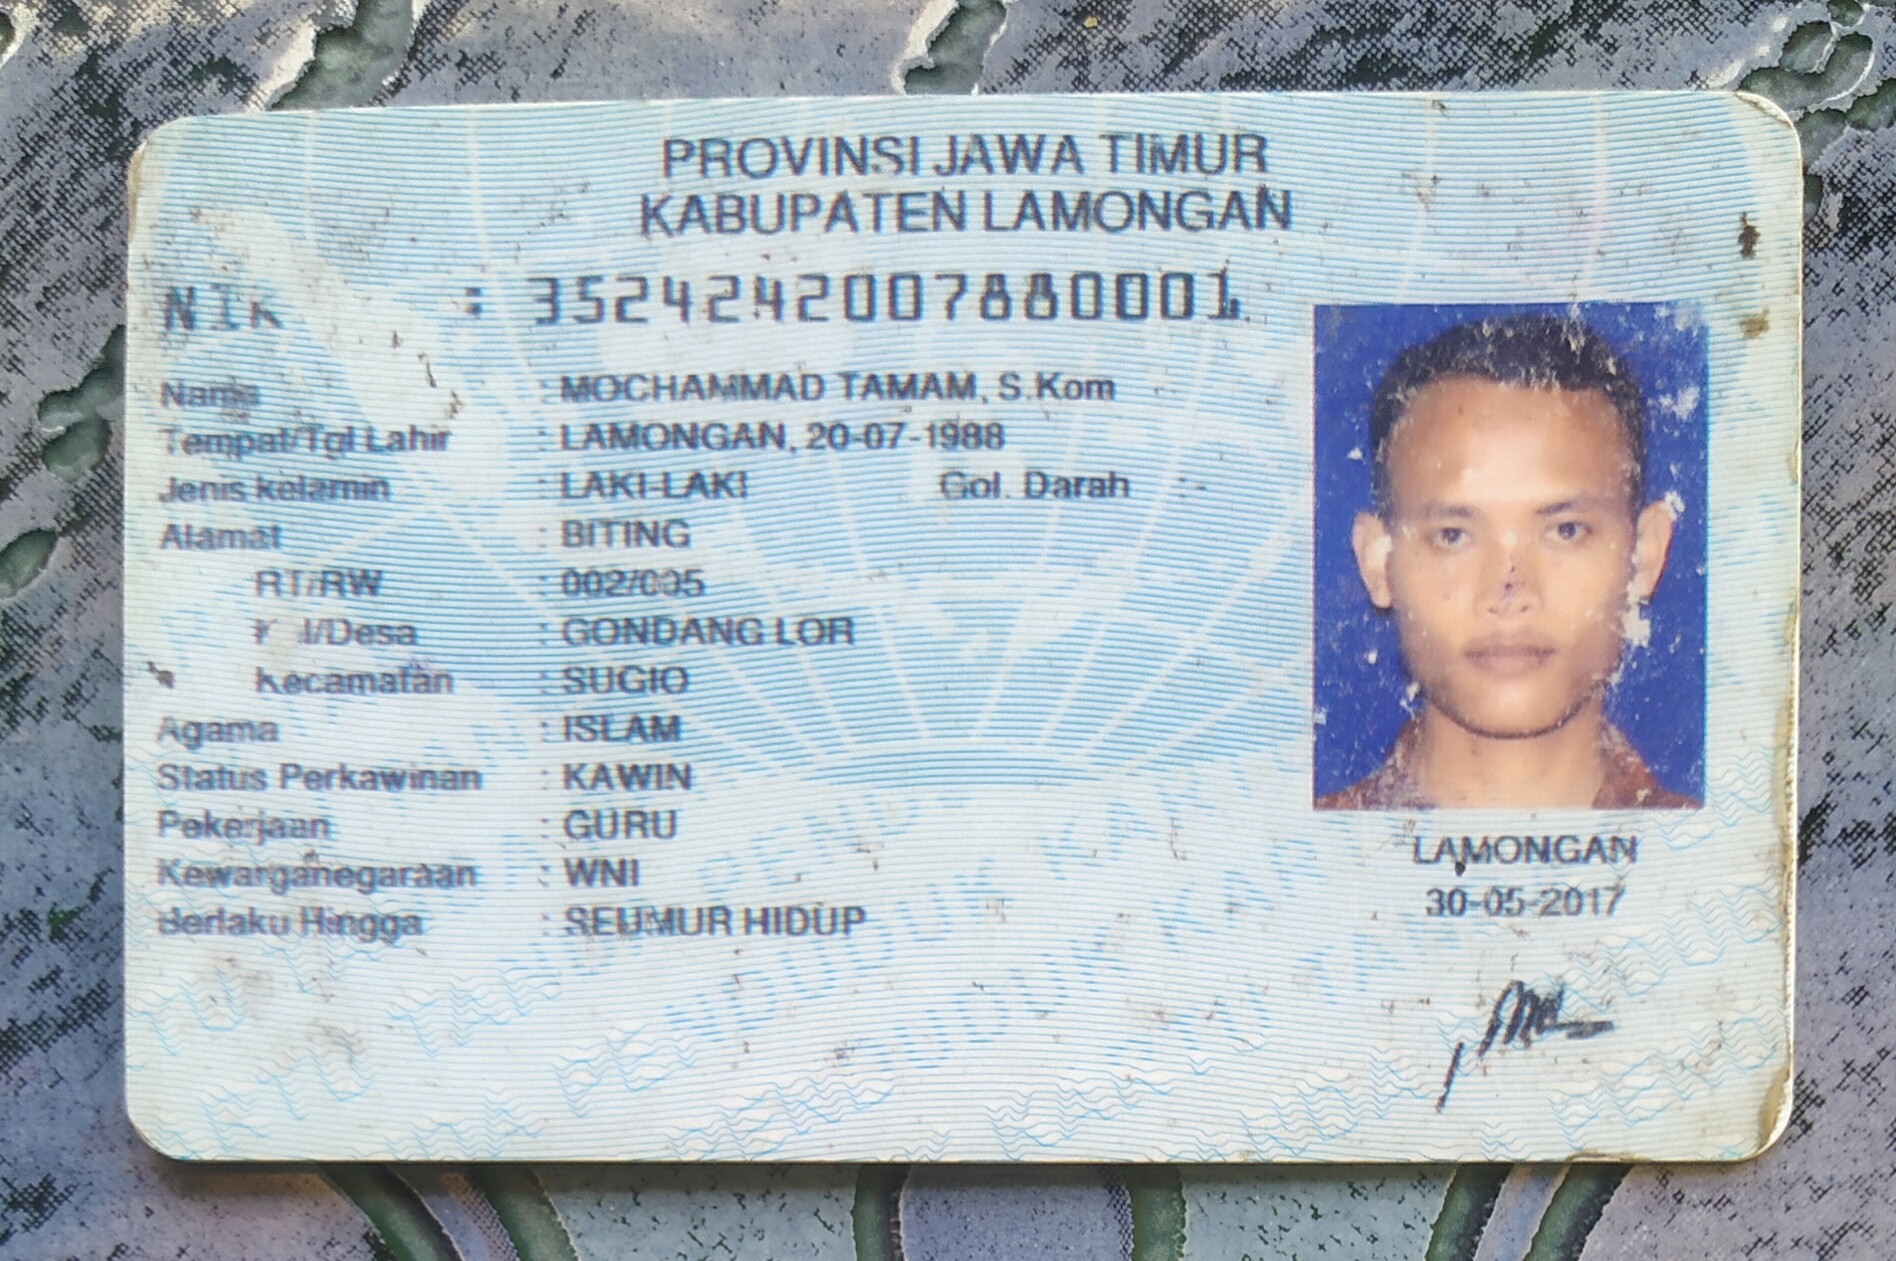 PROVINSI JAWA TIMUR
KABUPATEN LAMONGAN
NIK : 3524242007880001
Nama : MOCHAMMAD TAMAM, S.Kom
Tempat/Tgl Lahir : LAMONGAN, 20-07-1988
Jenis kelamin : LAKI-LAKI Gol. Darah : -
Alamat : BITING
RT/RW : 002/005
Kel/Desa : GONDANG LOR
Kecamatan : SUGIO
Agama : ISLAM
Status Perkawinan : KAWIN
Pekerjaan : GURU
Kewarganegaraan : WNI
Berlaku Hingga : SEUMUR HIDUP
LAMONGAN
30-05-2017